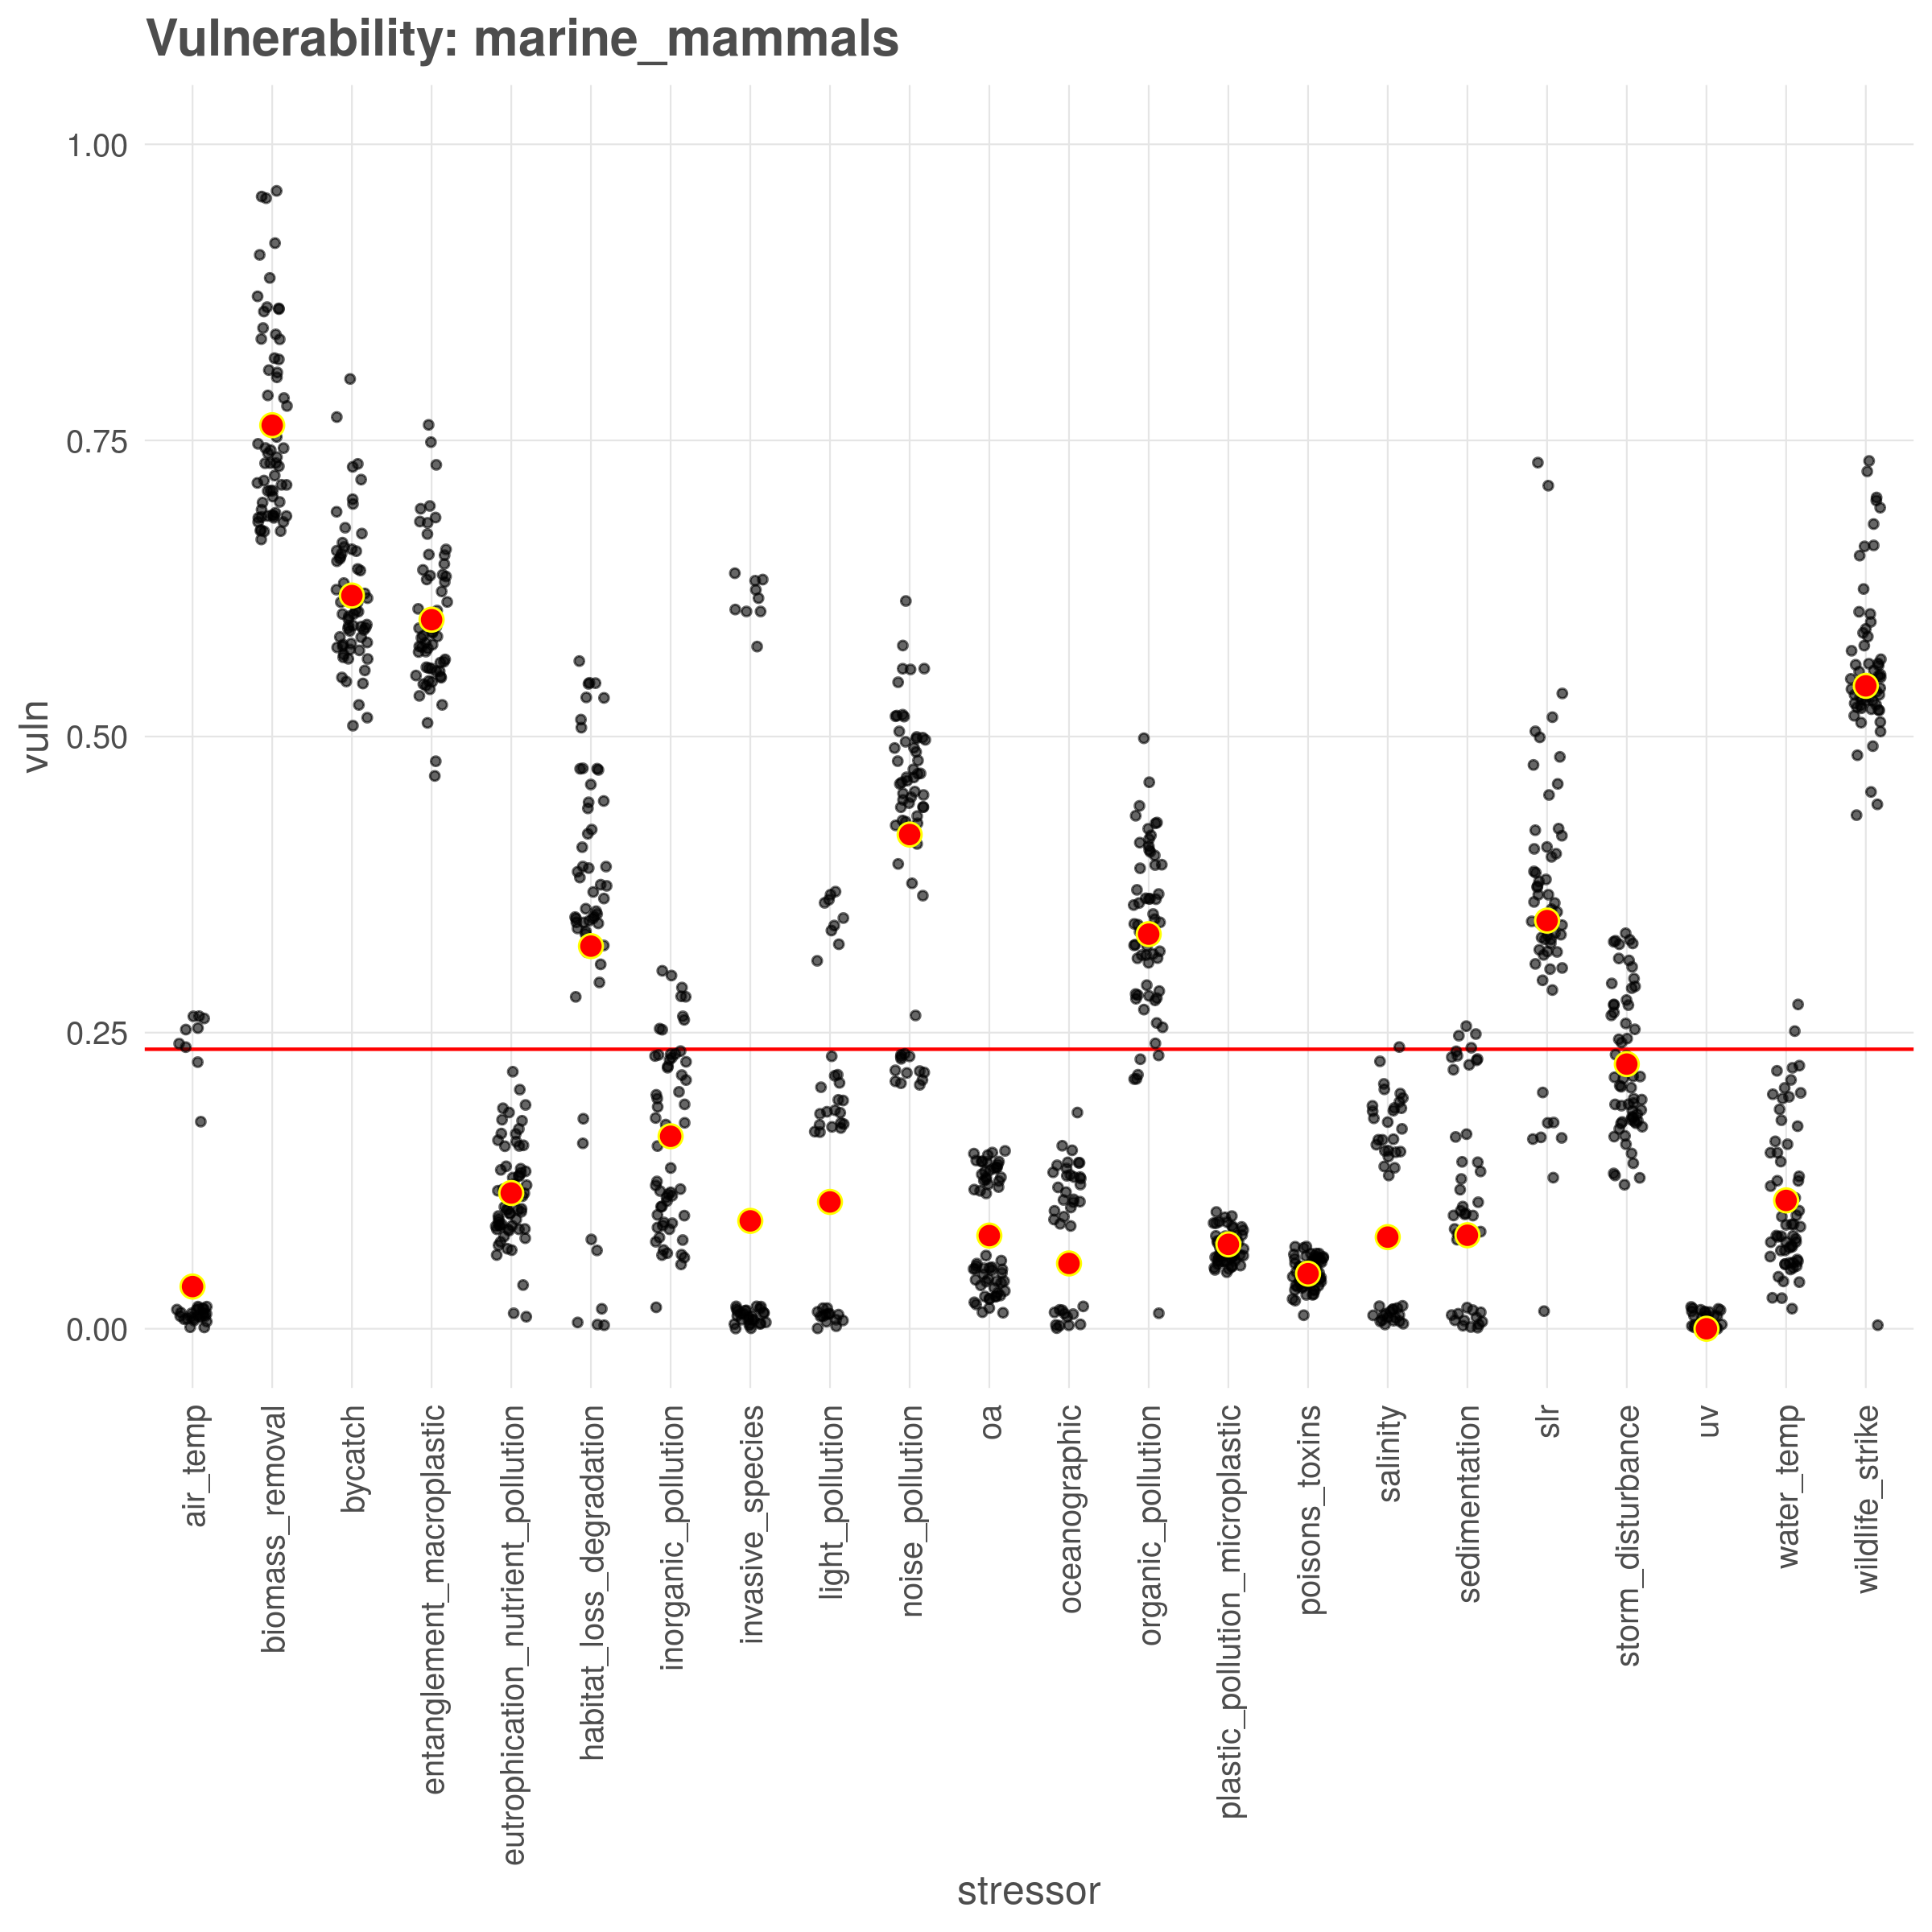 Vulnerability: marine_mammals
1.00
0.75
0.50
0.25
0.00
vuln
air_temp
biomass_removal
bycatch
entanglement_macroplastic
eutrophication_nutrient_pollution
habitat_loss_degradation
inorganic_pollution
invasive_species
light_pollution
noise_pollution
oa
oceanographic
organic_pollution
plastic_pollution_microplastic
poisons_toxins
salinity
sedimentation
slr
storm_disturbance
uv
water_temp
wildlife_strike
stressor